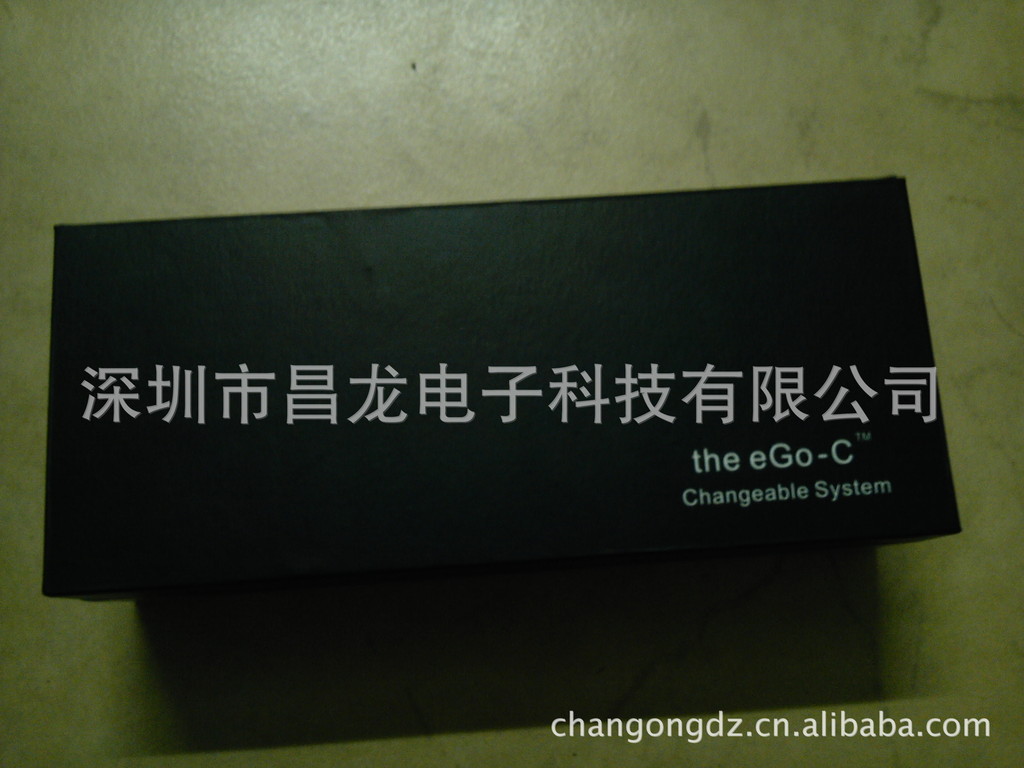 深圳市昌龙电子科技有限公司
the eGo-C™
Changeable System
changongdz.cn.alibaba.com